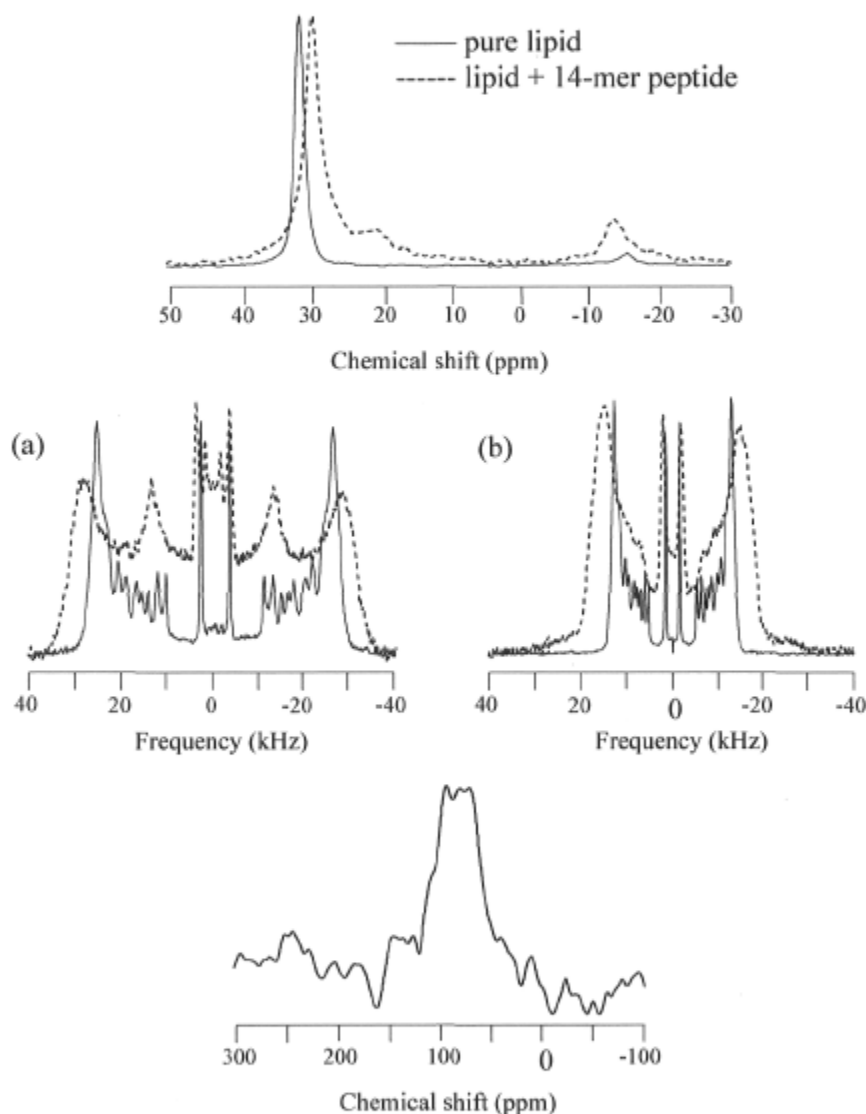 pure lipid
lipid + 14-mer peptide
50 40 30 20 10 0 -10 -20 -30
Chemical shift (ppm)
(a)
(b)
40 20 0 -20 -40
40 20 0 -20 -40
Frequency (kHz)
Frequency (kHz)
300 200 100 0 -100
Chemical shift (ppm)